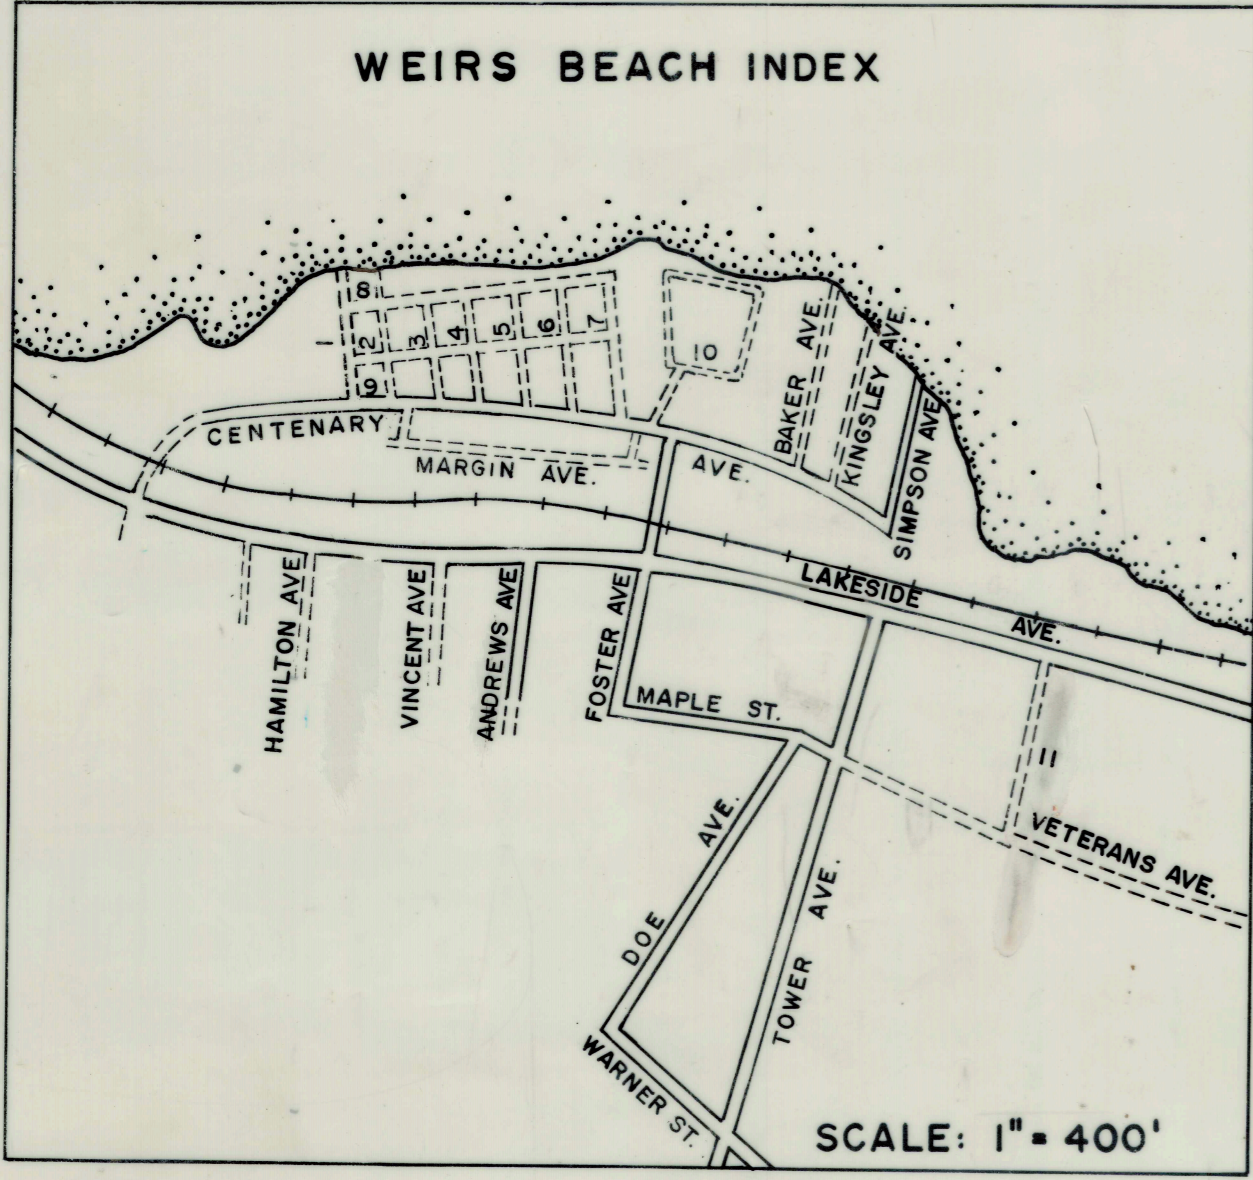 WEIRS BEACH INDEX
8
1
2
3
4
5
6
7
9
10
CENTENARY AVE.
MARGIN AVE.
BAKER AVE.
KINGSLEY AVE.
SIMPSON AVE.
LAKESIDE AVE.
HAMILTON AVE
VINCENT AVE
ANDREWS AVE
FOSTER AVE
MAPLE ST.
11
VETERANS AVE.
DOE AVE.
TOWER AVE.
WARNER ST.
SCALE: 1" = 400'